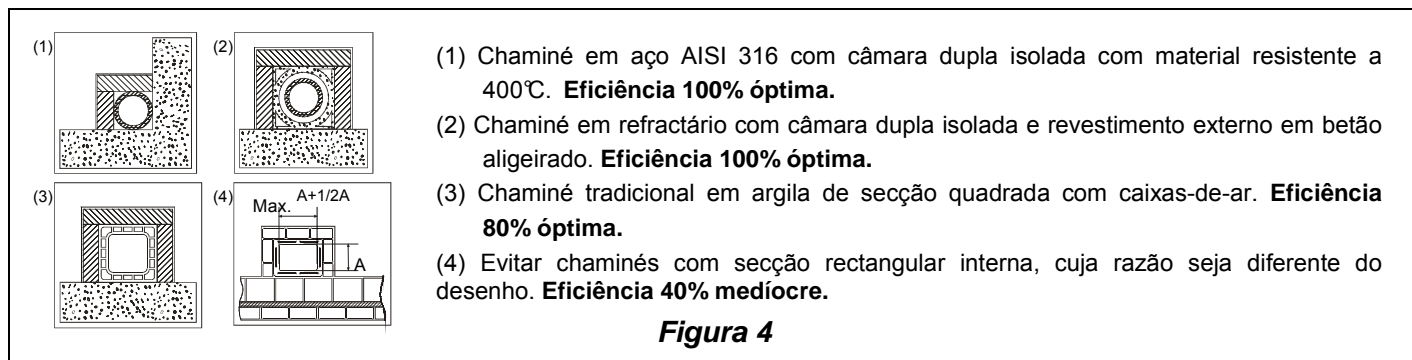 (1)
(2)
(3)
(4)
Max.
A+1/2A
A
(1) Chaminé em aço AISI 316 com câmara dupla isolada com material resistente a
400℃. Eficiência 100% óptima.
(2) Chaminé em refractário com câmara dupla isolada e revestimento externo em betão
aligeirado. Eficiência 100% óptima.
(3) Chaminé tradicional em argila de secção quadrada com caixas-de-ar. Eficiência
80% óptima.
(4) Evitar chaminés com secção rectangular interna, cuja razão seja diferente do
desenho. Eficiência 40% medíocre.
Figura 4